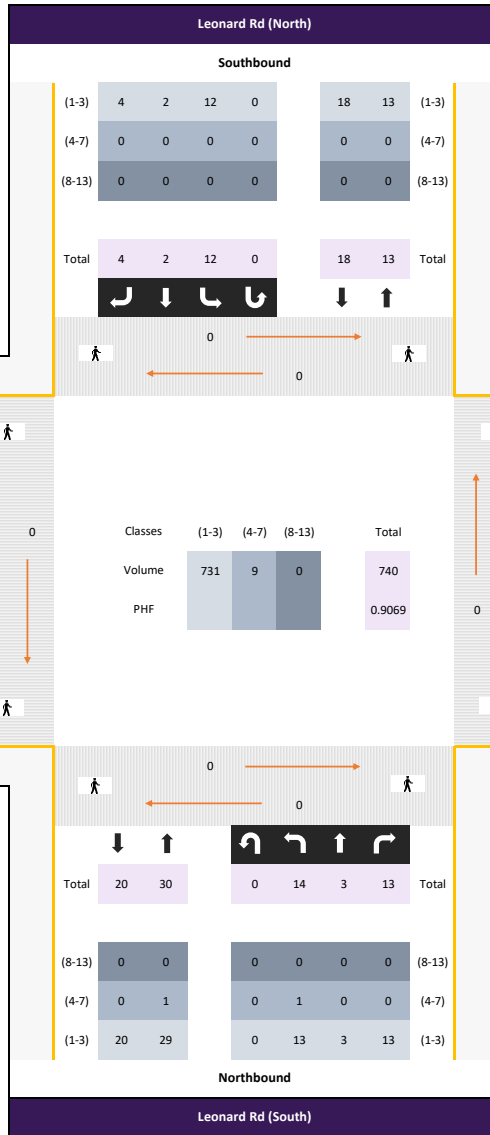 Leonard Rd (North)
Southbound
(1-3) 4 2 12 0 18 13 (1-3)
(4-7) 0 0 0 0 0 0 (4-7)
(8-13) 0 0 0 0 0 0 (8-13)
Total 4 2 12 0 18 13 Total
0
0
0
Classes (1-3) (4-7) (8-13) Total
Volume 731 9 0 740
PHF 0.9069
0
0
0
Total 20 30 0 14 3 13 Total
(8-13) 0 0 0 0 0 0 (8-13)
(4-7) 0 1 0 1 0 0 (4-7)
(1-3) 20 29 0 13 3 13 (1-3)
Northbound
Leonard Rd (South)